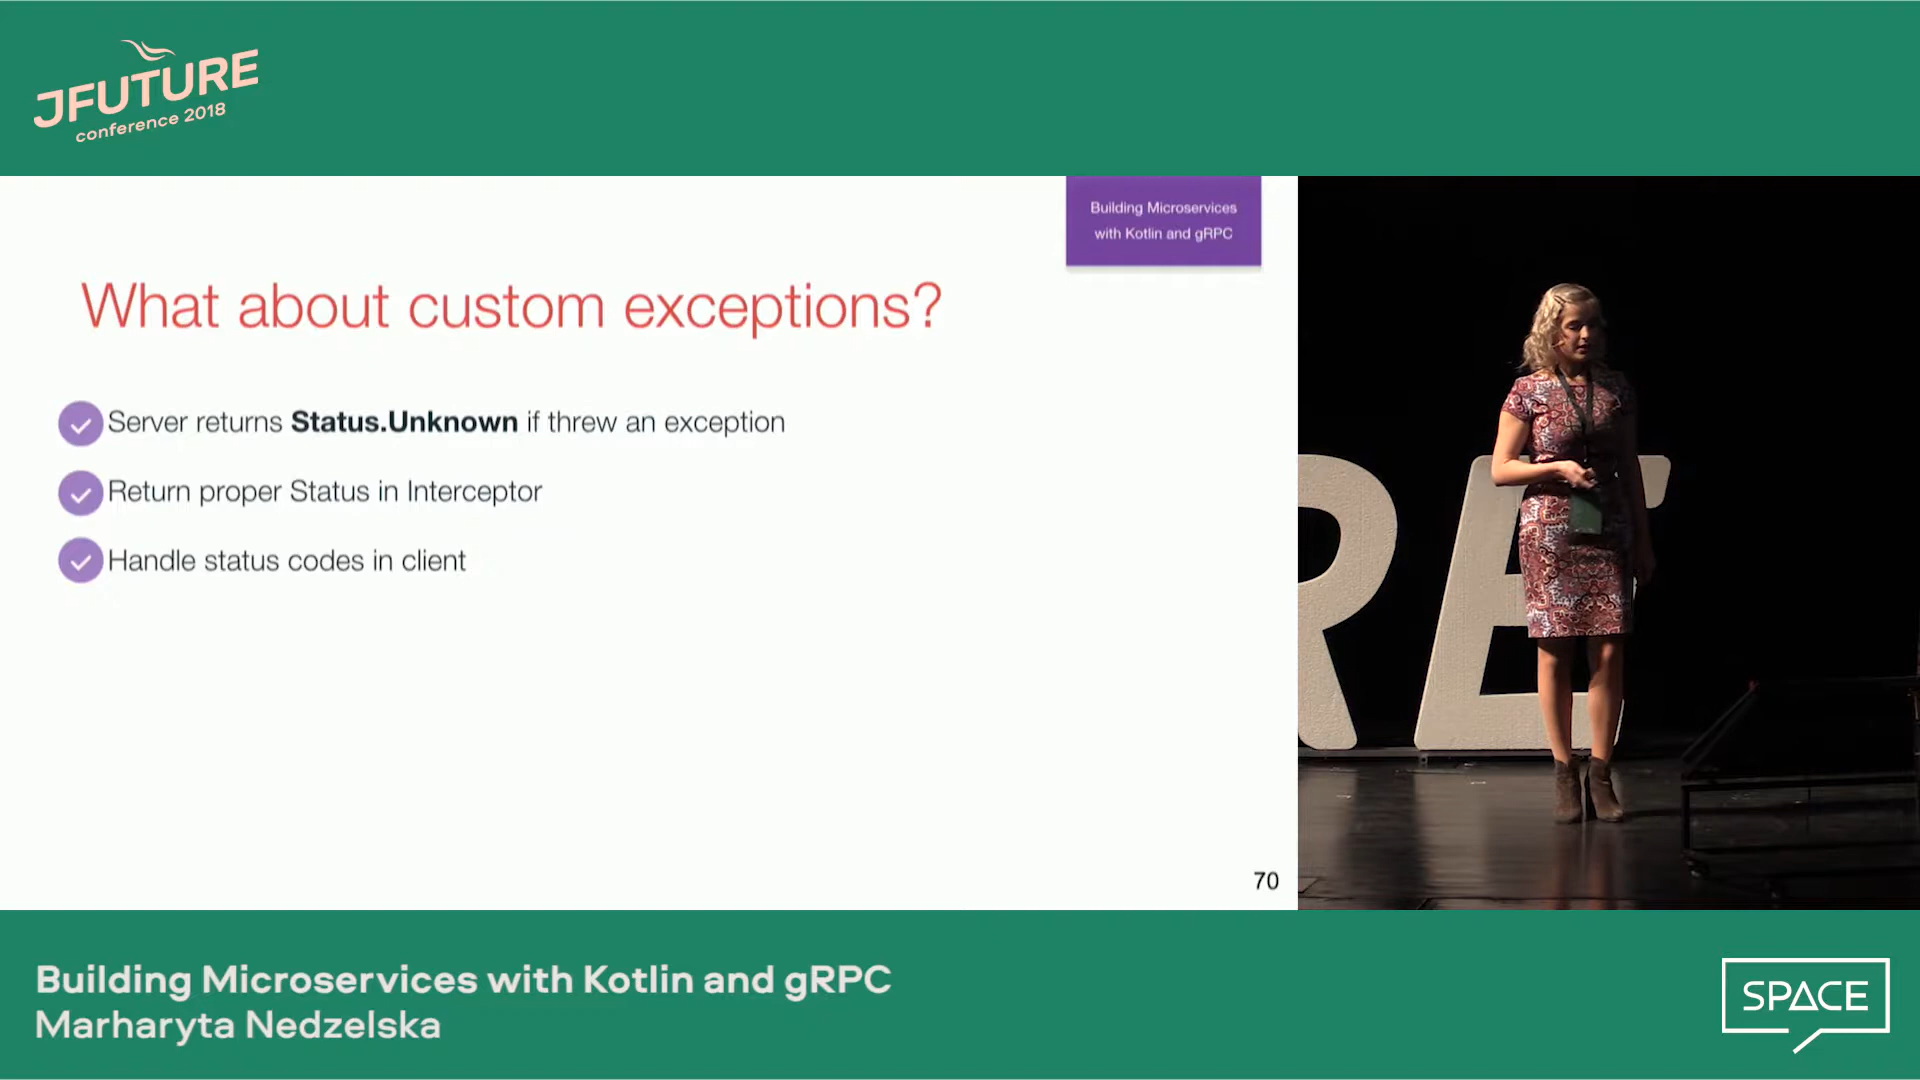 JFUTURE
conference 2018
Building Microservices
with Kotlin and gRPC
What about custom exceptions?
Server returns Status.Unknown if threw an exception
Return proper Status in Interceptor
Handle status codes in client
70
RE
Building Microservices with Kotlin and gRPC
Marharyta Nedzelska
SPACE